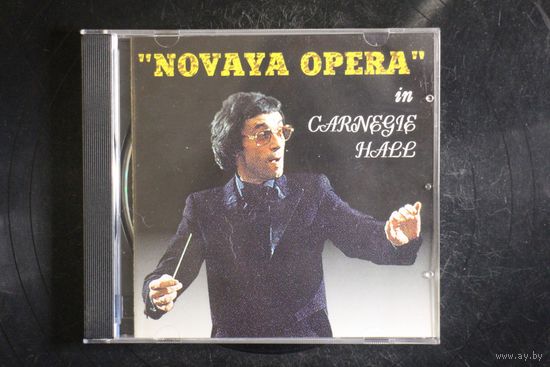 "NOVAYA OPERA"
in
CARNEGIE
HALL
www.ay.by